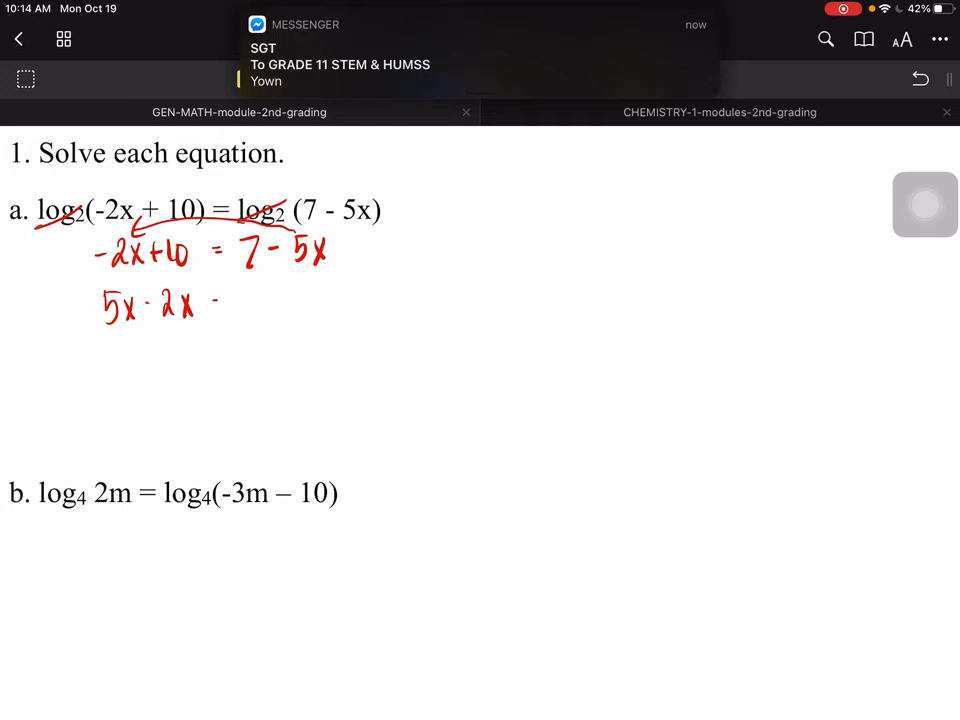 10:14 AM Mon Oct 19
42%
MESSENGER
now
SGT
To GRADE 11 STEM & HUMSS
Yown
AA
GEN-MATH-module-2nd-grading
CHEMISTRY-1-modules-2nd-grading
1. Solve each equation.
a. log₂(-2x + 10) = log₂ (7 - 5x)
-2x+10 = 7 - 5x
5x - 2x =
b. log₄ 2m = log₄(-3m – 10)